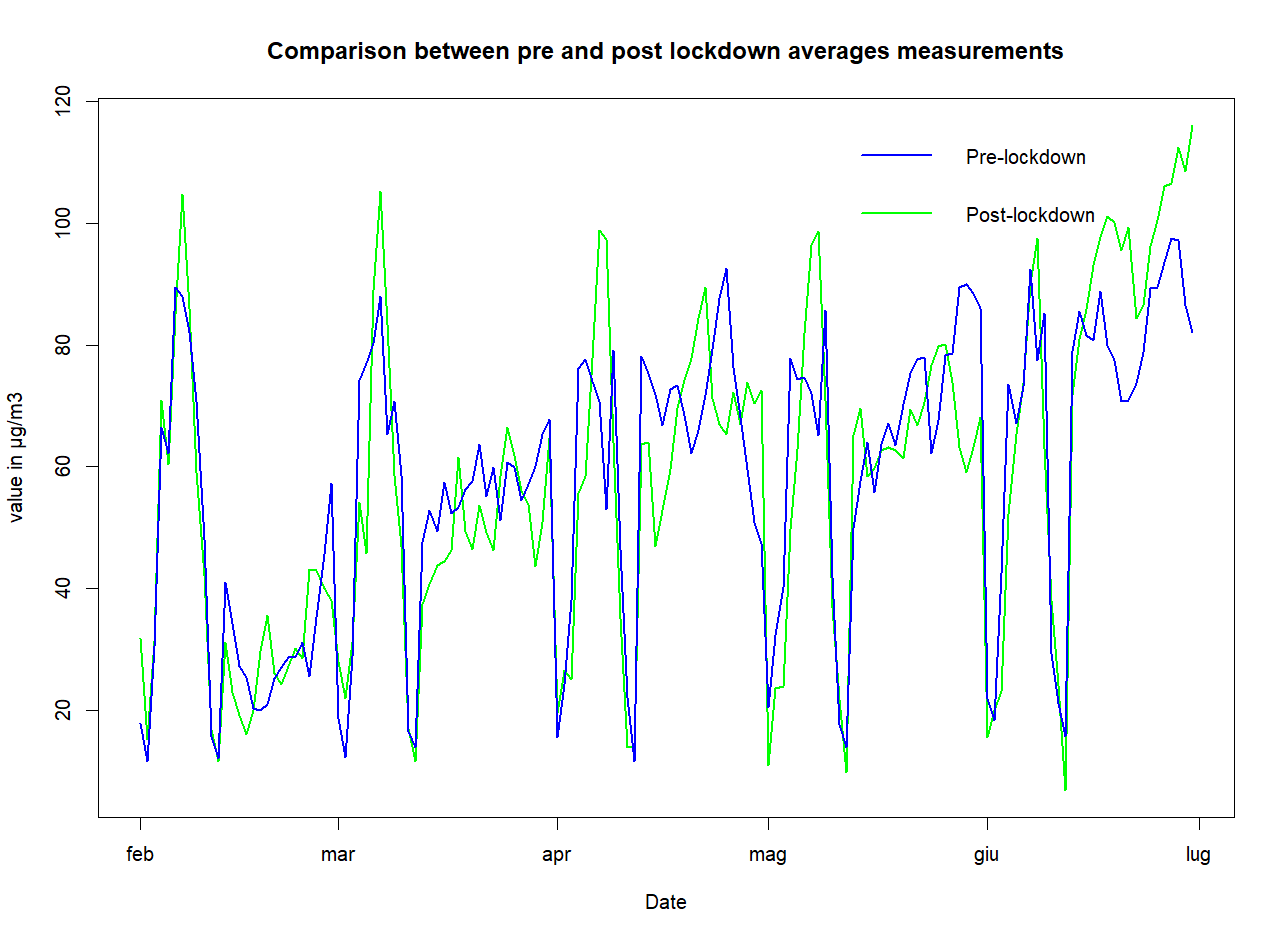 Comparison between pre and post lockdown averages measurements
120
100
80
60
40
20
value in µg/m3
Pre-lockdown
Post-lockdown
feb mar apr mag giu lug
Date